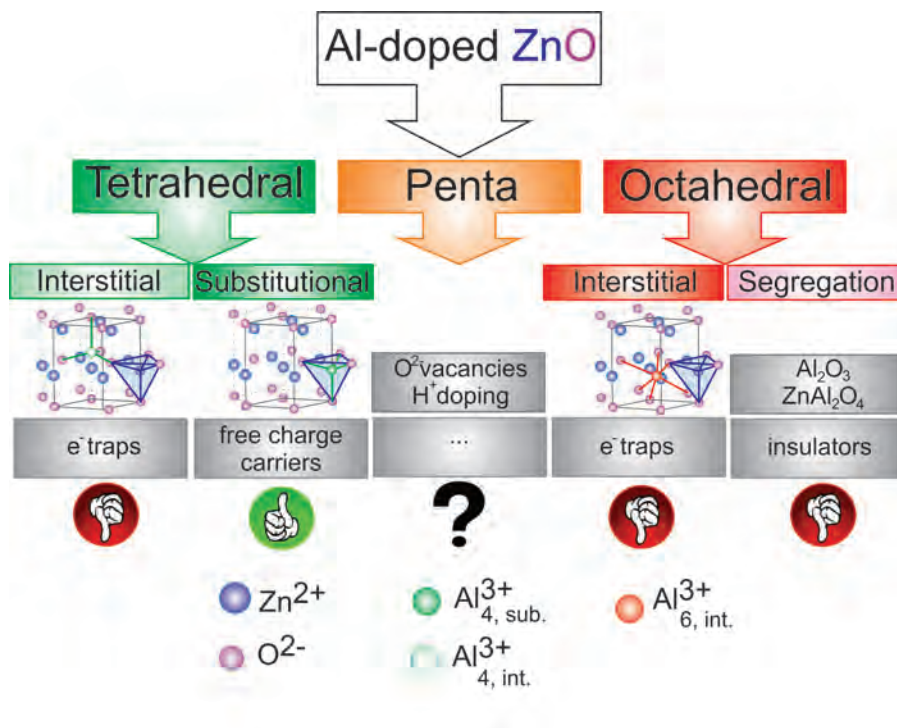 Al-doped ZnO
Tetrahedral
Penta
Octahedral
Interstitial
Substitutional
Interstitial
Segregation
O²⁻vacancies
H⁺doping
Al₂O₃
ZnAl₂O₄
e⁻traps
free charge
carriers
...
e⁻traps
insulators
?
Zn²⁺
Al³⁺₄, sub.
Al³⁺₆, int.
O²⁻
Al³⁺₄, int.